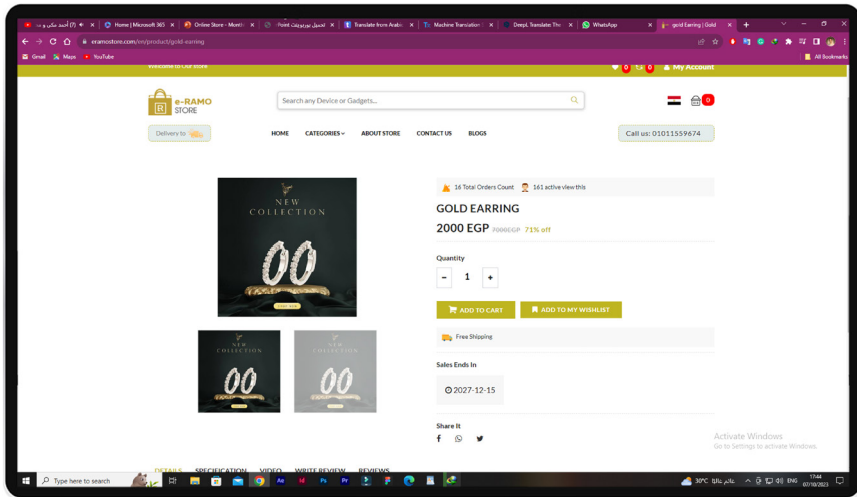 (7) أحمد مكي و
Home | Microsoft 365
Online Store - Month
تحميل بوربوينت Point
Translate from Arabi
Machine Translation
DeepL Translate: The
WhatsApp
gold Earring | Gold
eramostore.com/en/product/gold-earring
Gmail Maps YouTube All Bookmarks
Welcome to Our Store 0 0 My Account
e-RAMO
STORE
Search any Device or Gadgets...
0
Delivery to
HOME CATEGORIES ABOUT STORE CONTACT US BLOGS
Call us: 01011559674
16 Total Orders Count 161 active view this
GOLD EARRING
2000 EGP 7000EGP 71% off
Quantity
- 1 +
ADD TO CART ADD TO MY WISHLIST
Free Shipping
Sales Ends In
2027-12-15
Share It
NEW
COLLECTION
SHOP NOW
NEW
COLLECTION
NEW
COLLECTION
Activate Windows
Go to Settings to activate Windows.
DETAILS SPECIFICATION VIDEO WRITE REVIEW REVIEWS
Type here to search
30°C غائم غالبًا
ENG
17:44
07/10/2023